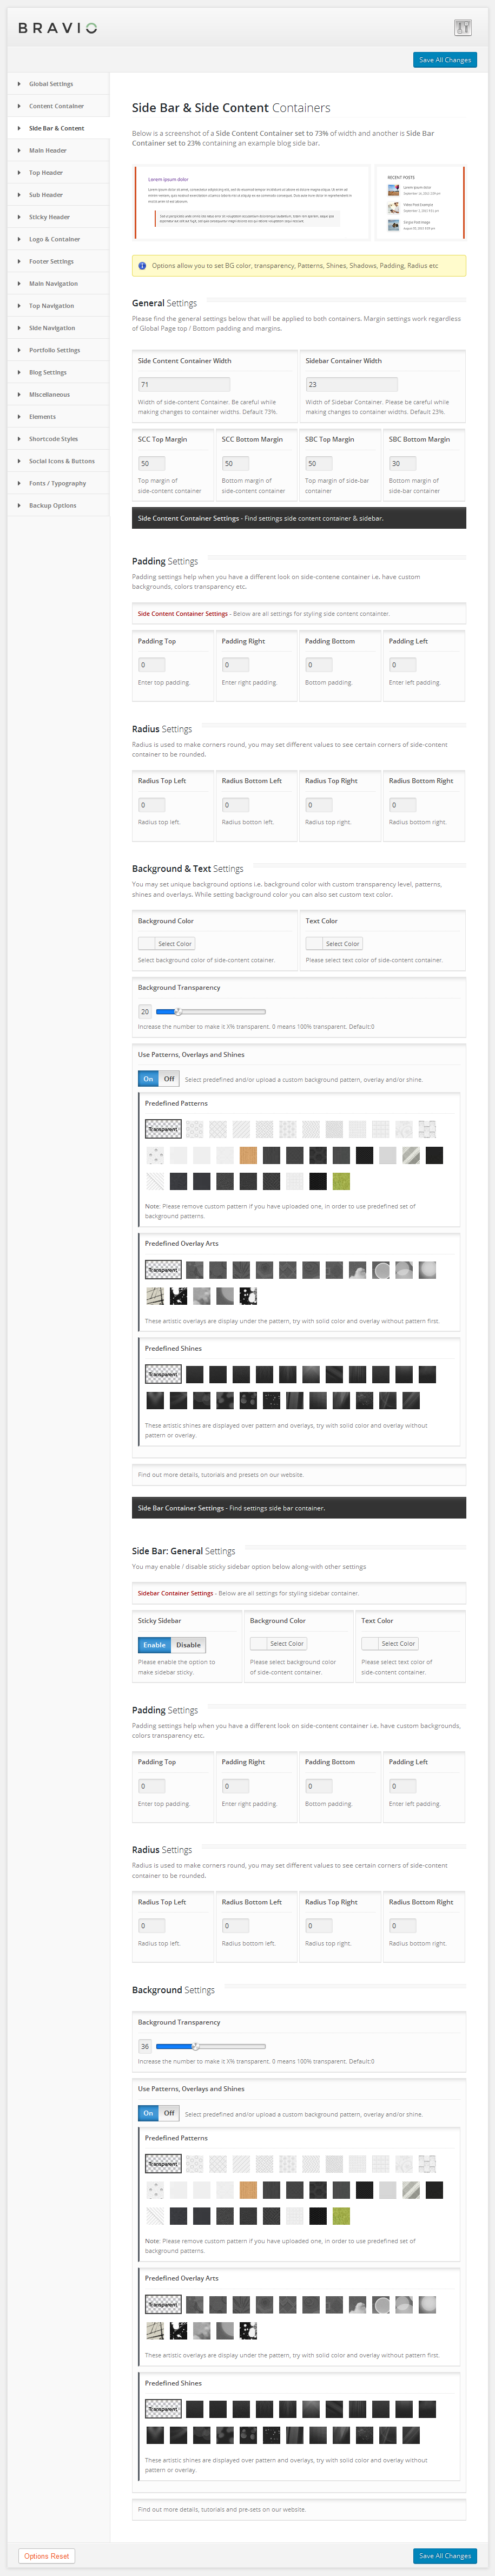 BRAVIO
Save All Changes
Global Settings
Content Container
Side Bar & Content
Main Header
Top Header
Sub Header
Sticky Header
Logo & Container
Footer Settings
Main Navigation
Top Navigation
Side Navigation
Portfolio Settings
Blog Settings
Miscellaneous
Elements
Shortcode Styles
Social Icons & Buttons
Fonts / Typography
Backup Options
Side Bar & Side Content Containers
Below is a screenshot of a Side Content Container set to 73% of width and another is Side Bar
Container set to 23% containing an example blog side bar.
Lorem ipsum dolor
RECENT POSTS
Lorem ipsum dolor
Video Post Example
Single Post Image
Options allow you to set BG color, transparency, Patterns, Shines, Shadows, Padding, Radius etc
General Settings
Please find the general settings below that will be applied to both containers. Margin settings work regardless
of Global Page top / Bottom padding and margins.
Side Content Container Width
Sidebar Container Width
71
23
Width of side-content Container. Be careful while
making changes to container widths. Default 73%.
Width of Sidebar Container. Please be careful while
making changes to container widths. Default 23%.
SCC Top Margin
SCC Bottom Margin
SBC Top Margin
SBC Bottom Margin
50
50
50
30
Top margin of
side-content container
Bottom margin of
side-content container
Top margin of side-bar
container
Bottom margin of
side-bar container
Side Content Container Settings - Find settings side content container & sidebar.
Padding Settings
Padding settings help when you have a different look on side-contene container i.e. have custom
backgrounds, colors transparency etc.
Side Content Container Settings - Below are all settings for styling side content containter.
Padding Top
Padding Right
Padding Bottom
Padding Left
0
0
0
0
Enter top padding.
Enter right padding.
Bottom padding.
Enter left padding.
Radius Settings
Radius is used to make corners round, you may set different values to see certain corners of side-content
container to be rounded.
Radius Top Left
Radius Bottom Left
Radius Top Right
Radius Bottom Right
0
0
0
0
Radius top left.
Radius botton left.
Radius top right.
Radius bottom right.
Background & Text Settings
You may set unique background options i.e. background color with custom transparency level, patterns,
shines and overlays. While setting background color you can also set custom text color.
Background Color
Text Color
Select Color
Select Color
Select background color of side-content cotainer.
Please select text color of side-content container.
Background Transparency
20
Increase the number to make it X% transparent. 0 means 100% transparent. Default:0
Use Patterns, Overlays and Shines
On Off Select predefined and/or upload a custom background pattern, overlay and/or shine.
Predefined Patterns
Transparent
Note: Please remove custom pattern if you have uploaded one, in order to use predefined set of
background patterns.
Predefined Overlay Arts
Transparent
These artistic overlays are display under the pattern, try with solid color and overlay without pattern first.
Predefined Shines
Transparent
These artistic shines are displayed over pattern and overlays, try with solid color and overlay without
pattern or overlay.
Find out more details, tutorials and presets on our website.
Side Bar Container Settings - Find settings side bar container.
Side Bar: General Settings
You may enable / disable sticky sidebar option below along-with other settings
Sidebar Container Settings - Below are all settings for styling sidebar container.
Sticky Sidebar
Background Color
Text Color
Enable Disable
Select Color
Select Color
Please enable the option to
make sidebar sticky.
Please select background color
of side-content container.
Please select text color of
side-content container.
Padding Settings
Padding settings help when you have a different look on side-content container i.e. have custom backgrounds,
colors transparency etc.
Padding Top
Padding Right
Padding Bottom
Padding Left
0
0
0
0
Enter top padding.
Enter right padding.
Bottom padding.
Enter left padding.
Radius Settings
Radius is used to make corners round, you may set different values to see certain corners of side-content
container to be rounded.
Radius Top Left
Radius Bottom Left
Radius Top Right
Radius Bottom Right
0
0
0
0
Radius top left.
Radius bottom left.
Radius top right.
Radius bottom right.
Background Settings
Background Transparency
36
Increase the number to make it X% transparent. 0 means 100% transparent. Default:0
Use Patterns, Overlays and Shines
On Off Select predefined and/or upload a custom background pattern, overlay and/or shine.
Predefined Patterns
Transparent
Note: Please remove custom pattern if you have uploaded one, in order to use predefined set of
background patterns.
Predefined Overlay Arts
Transparent
These artistic overlays are display under the pattern, try with solid color and overlay without pattern first.
Predefined Shines
Transparent
These artistic shines are displayed over pattern and overlays, try with solid color and overlay without
pattern or overlay.
Find out more details, tutorials and pre-sets on our website.
Options Reset
Save All Changes